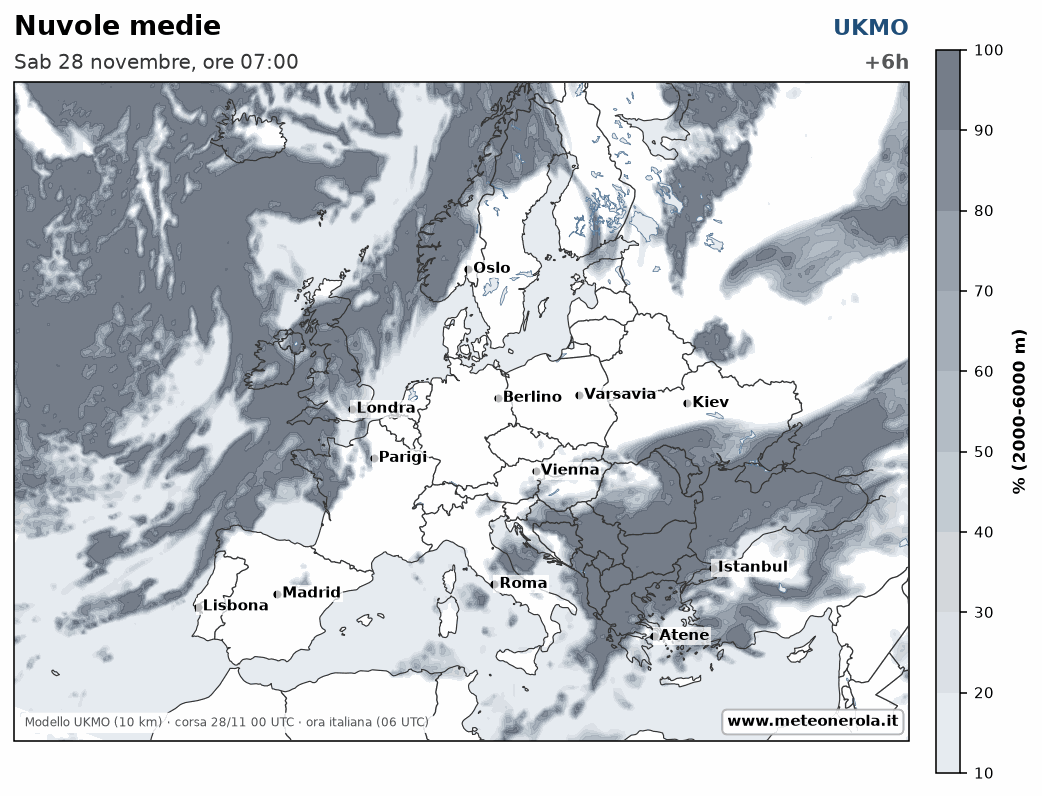 Nuvole medie
UKMO
Sab 28 novembre, ore 07:00
+6h
100
90
80
70
60
50
40
30
20
10
% (2000-6000 m)
Oslo
Berlino
Varsavia
Kiev
Londra
Parigi
Vienna
Istanbul
Roma
Madrid
Lisbona
Atene
Modello UKMO (10 km) · corsa 28/11 00 UTC · ora italiana (06 UTC)
www.meteonerola.it